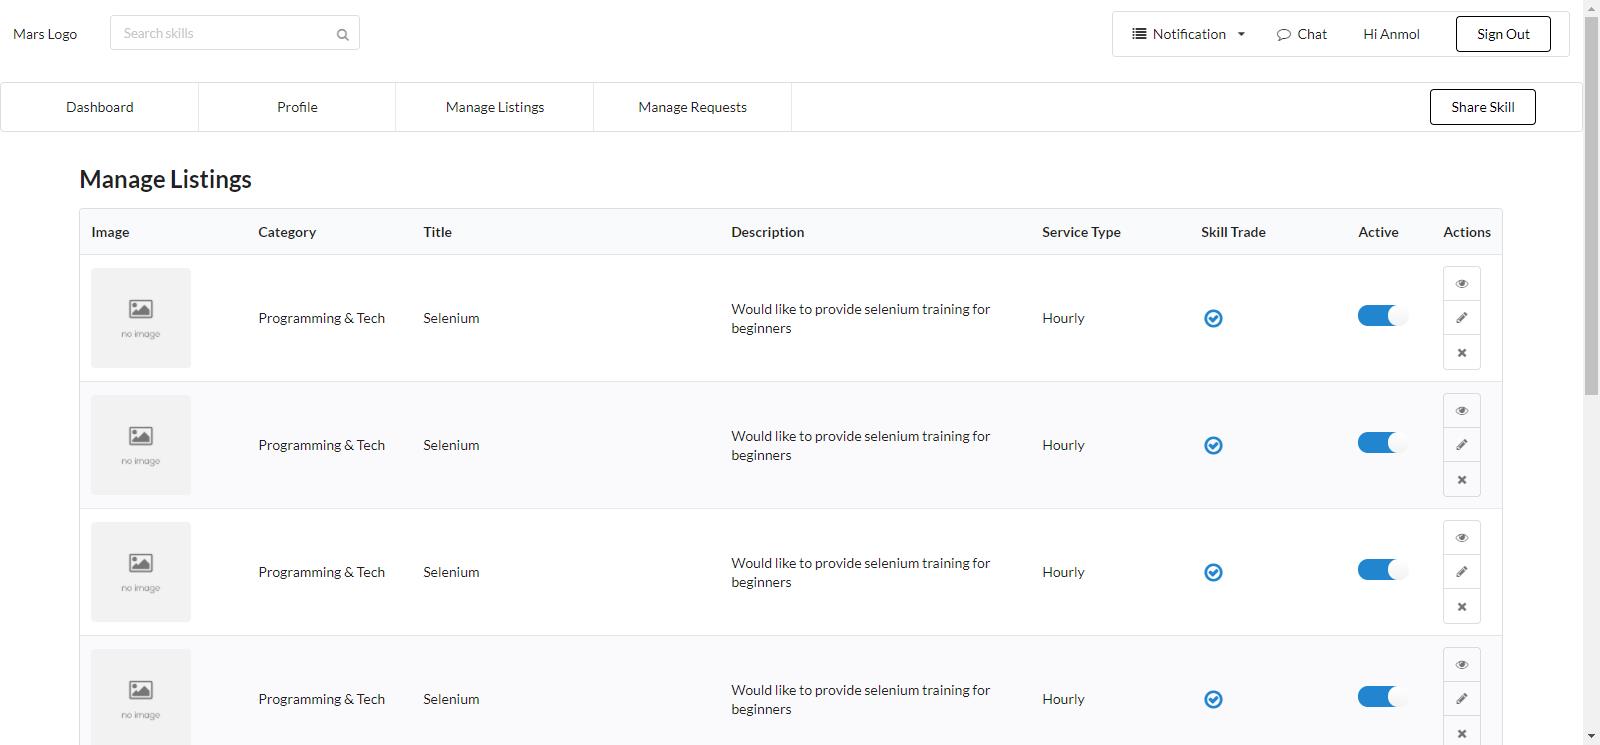 Mars Logo
Search skills
Notification
Chat
Hi Anmol
Sign Out
Dashboard
Profile
Manage Listings
Manage Requests
Share Skill
Manage Listings
Image Category Title Description Service Type Skill Trade Active Actions
no image
Programming & Tech
Selenium
Would like to provide selenium training for
beginners
Hourly
no image
Programming & Tech
Selenium
Would like to provide selenium training for
beginners
Hourly
no image
Programming & Tech
Selenium
Would like to provide selenium training for
beginners
Hourly
no image
Programming & Tech
Selenium
Would like to provide selenium training for
beginners
Hourly